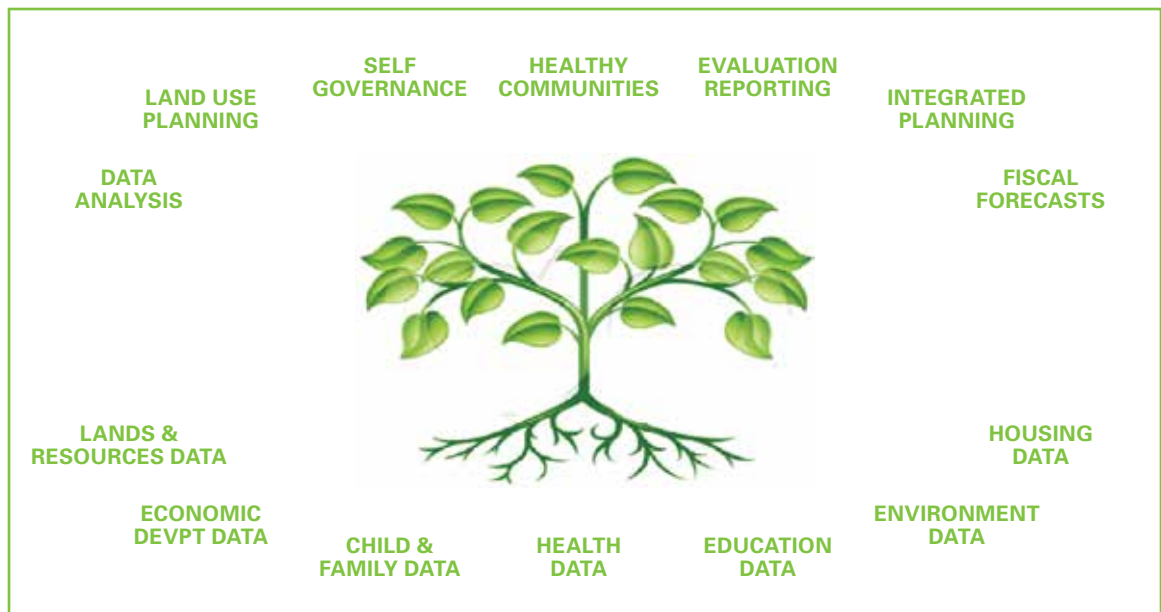 SELF
GOVERNANCE
HEALTHY
COMMUNITIES
EVALUATION
REPORTING
LAND USE
PLANNING
INTEGRATED
PLANNING
DATA
ANALYSIS
FISCAL
FORECASTS
LANDS &
RESOURCES DATA
HOUSING
DATA
ECONOMIC
DEVPT DATA
ENVIRONMENT
DATA
CHILD &
FAMILY DATA
HEALTH
DATA
EDUCATION
DATA